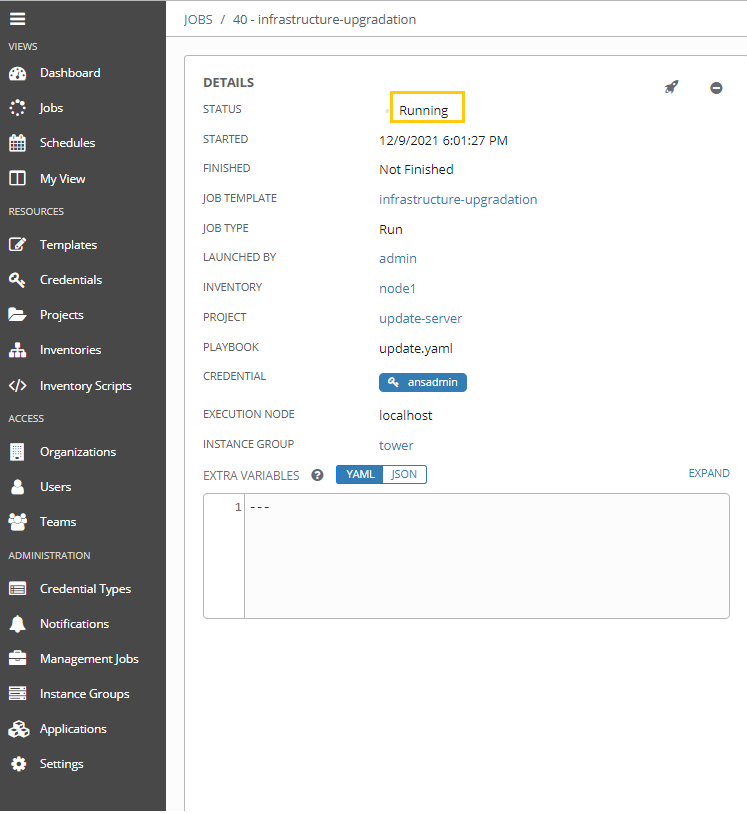 VIEWS
Dashboard
Jobs
Schedules
My View
RESOURCES
Templates
Credentials
Projects
Inventories
Inventory Scripts
ACCESS
Organizations
Users
Teams
ADMINISTRATION
Credential Types
Notifications
Management Jobs
Instance Groups
Applications
Settings
JOBS / 40 - infrastructure-upgradation
DETAILS
STATUS Running
STARTED 12/9/2021 6:01:27 PM
FINISHED Not Finished
JOB TEMPLATE infrastructure-upgradation
JOB TYPE Run
LAUNCHED BY admin
INVENTORY node1
PROJECT update-server
PLAYBOOK update.yaml
CREDENTIAL ansadmin
EXECUTION NODE localhost
INSTANCE GROUP tower
EXTRA VARIABLES ? YAML JSON EXPAND
1 ---